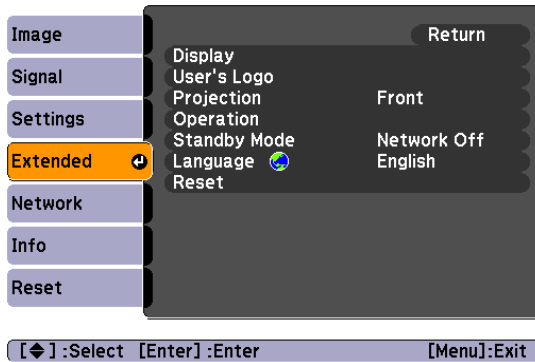 Image
Signal
Settings
Extended
Network
Info
Reset
Return
Display
User's Logo
Projection Front
Operation
Standby Mode Network Off
Language English
Reset
[◆] :Select [Enter] :Enter [Menu]:Exit